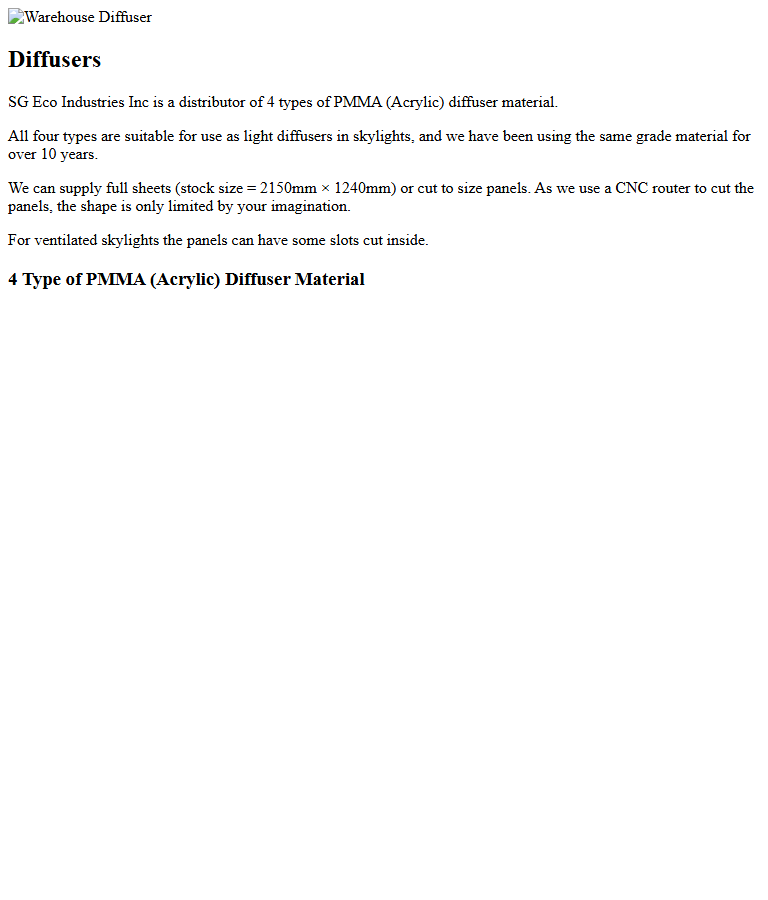 Warehouse Diffuser
Diffusers
SG Eco Industries Inc is a distributor of 4 types of PMMA (Acrylic) diffuser material.
All four types are suitable for use as light diffusers in skylights, and we have been using the same grade material for
over 10 years.
We can supply full sheets (stock size = 2150mm × 1240mm) or cut to size panels. As we use a CNC router to cut the
panels, the shape is only limited by your imagination.
For ventilated skylights the panels can have some slots cut inside.
4 Type of PMMA (Acrylic) Diffuser Material